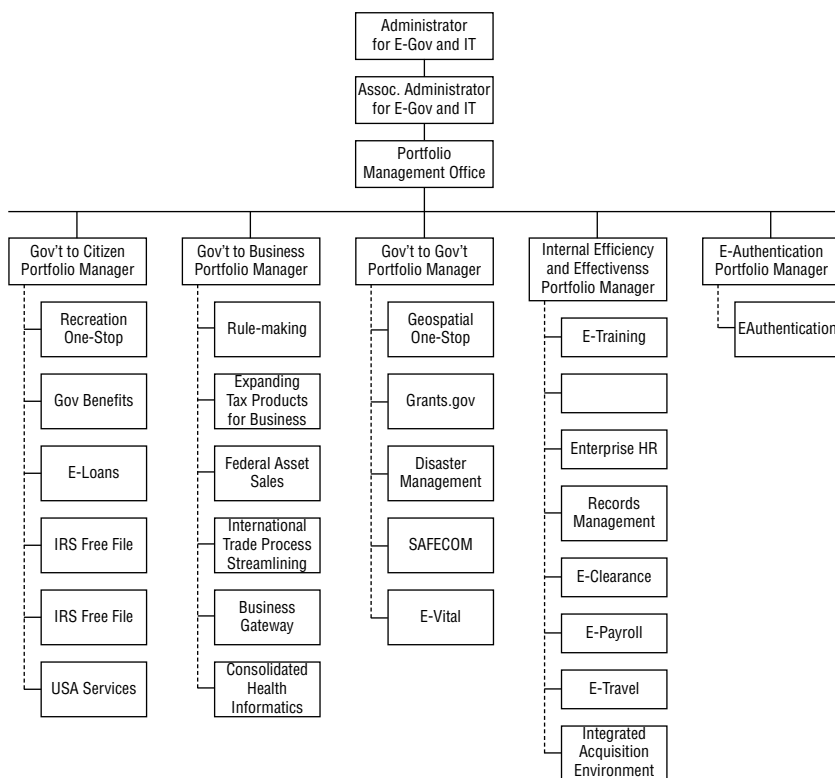 Administrator
for E-Gov and IT
Assoc. Administrator
for E-Gov and IT
Portfolio
Management Office
Gov't to Citizen
Portfolio Manager
Recreation
One-Stop
Gov Benefits
E-Loans
IRS Free File
IRS Free File
USA Services
Gov't to Business
Portfolio Manager
Rule-making
Expanding
Tax Products
for Business
Federal Asset
Sales
International
Trade Process
Streamlining
Business
Gateway
Consolidated
Health
Informatics
Gov't to Gov't
Portfolio Manager
Geospatial
One-Stop
Grants.gov
Disaster
Management
SAFECOM
E-Vital
Internal Efficiency
and Effectivenss
Portfolio Manager
E-Training
Enterprise HR
Records
Management
E-Clearance
E-Payroll
E-Travel
Integrated
Acquisition
Environment
E-Authentication
Portfolio Manager
EAuthentication